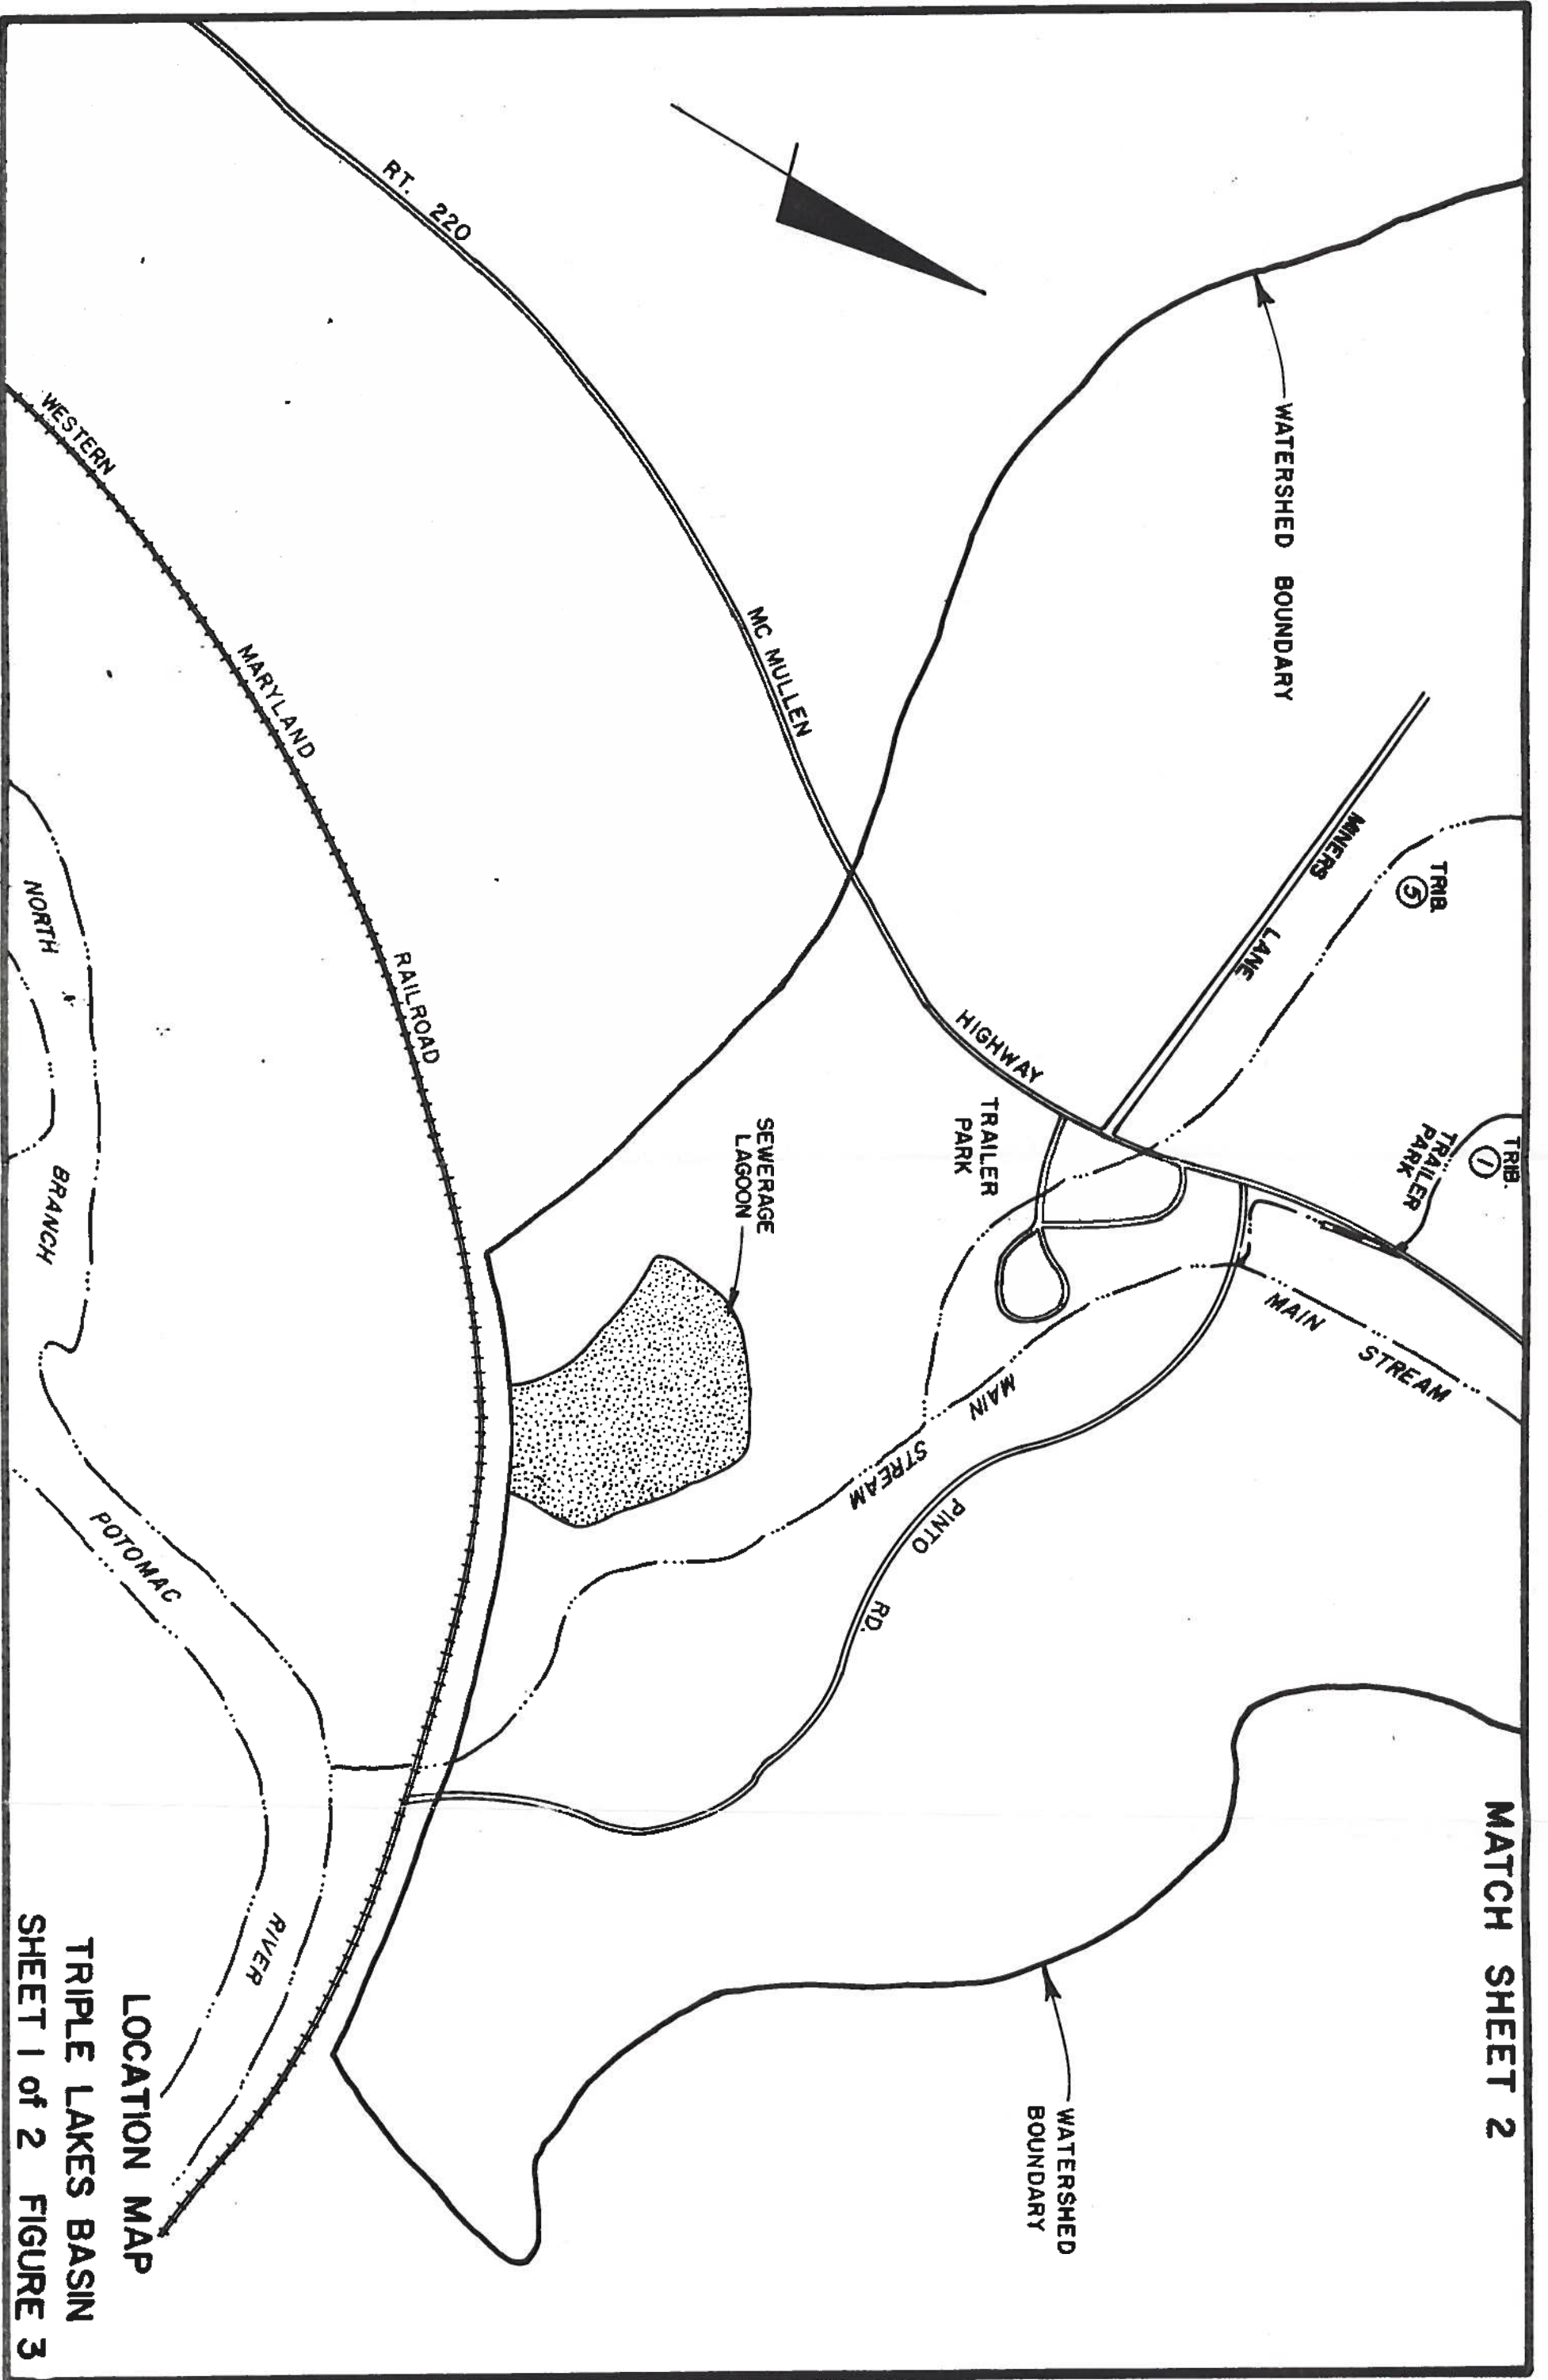 MATCH SHEET 2
TRIB.
①
TRAILER
PARK
TRIB.
⑤
MINERS LANE
WATERSHED BOUNDARY
MAIN STREAM
WATERSHED
BOUNDARY
TRAILER
PARK
RT. 220
MC MULLEN
HIGHWAY
MAIN STREAM
PINTO RD.
SEWERAGE
LAGOON
WESTERN MARYLAND RAILROAD
NORTH BRANCH POTOMAC RIVER
LOCATION MAP
TRIPLE LAKES BASIN
SHEET 1 of 2 FIGURE 3